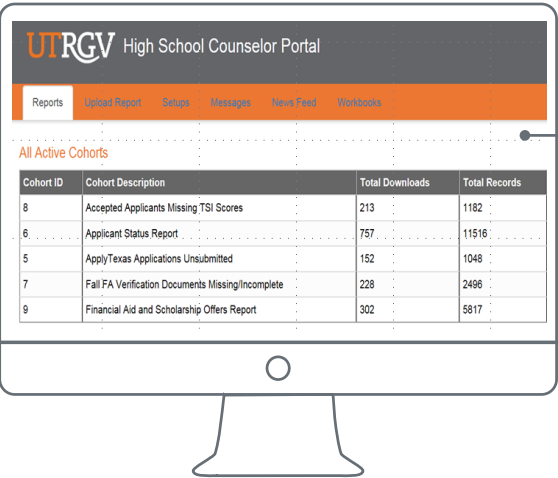 UTRGV High School Counselor Portal
Reports Upload Report Setups Messages News Feed Workbooks
All Active Cohorts
Cohort ID Cohort Description Total Downloads Total Records
8 Accepted Applicants Missing TSI Scores 213 1182
6 Applicant Status Report 757 11516
5 ApplyTexas Applications Unsubmitted 152 1048
7 Fall FA Verification Documents Missing/Incomplete 228 2496
9 Financial Aid and Scholarship Offers Report 302 5817